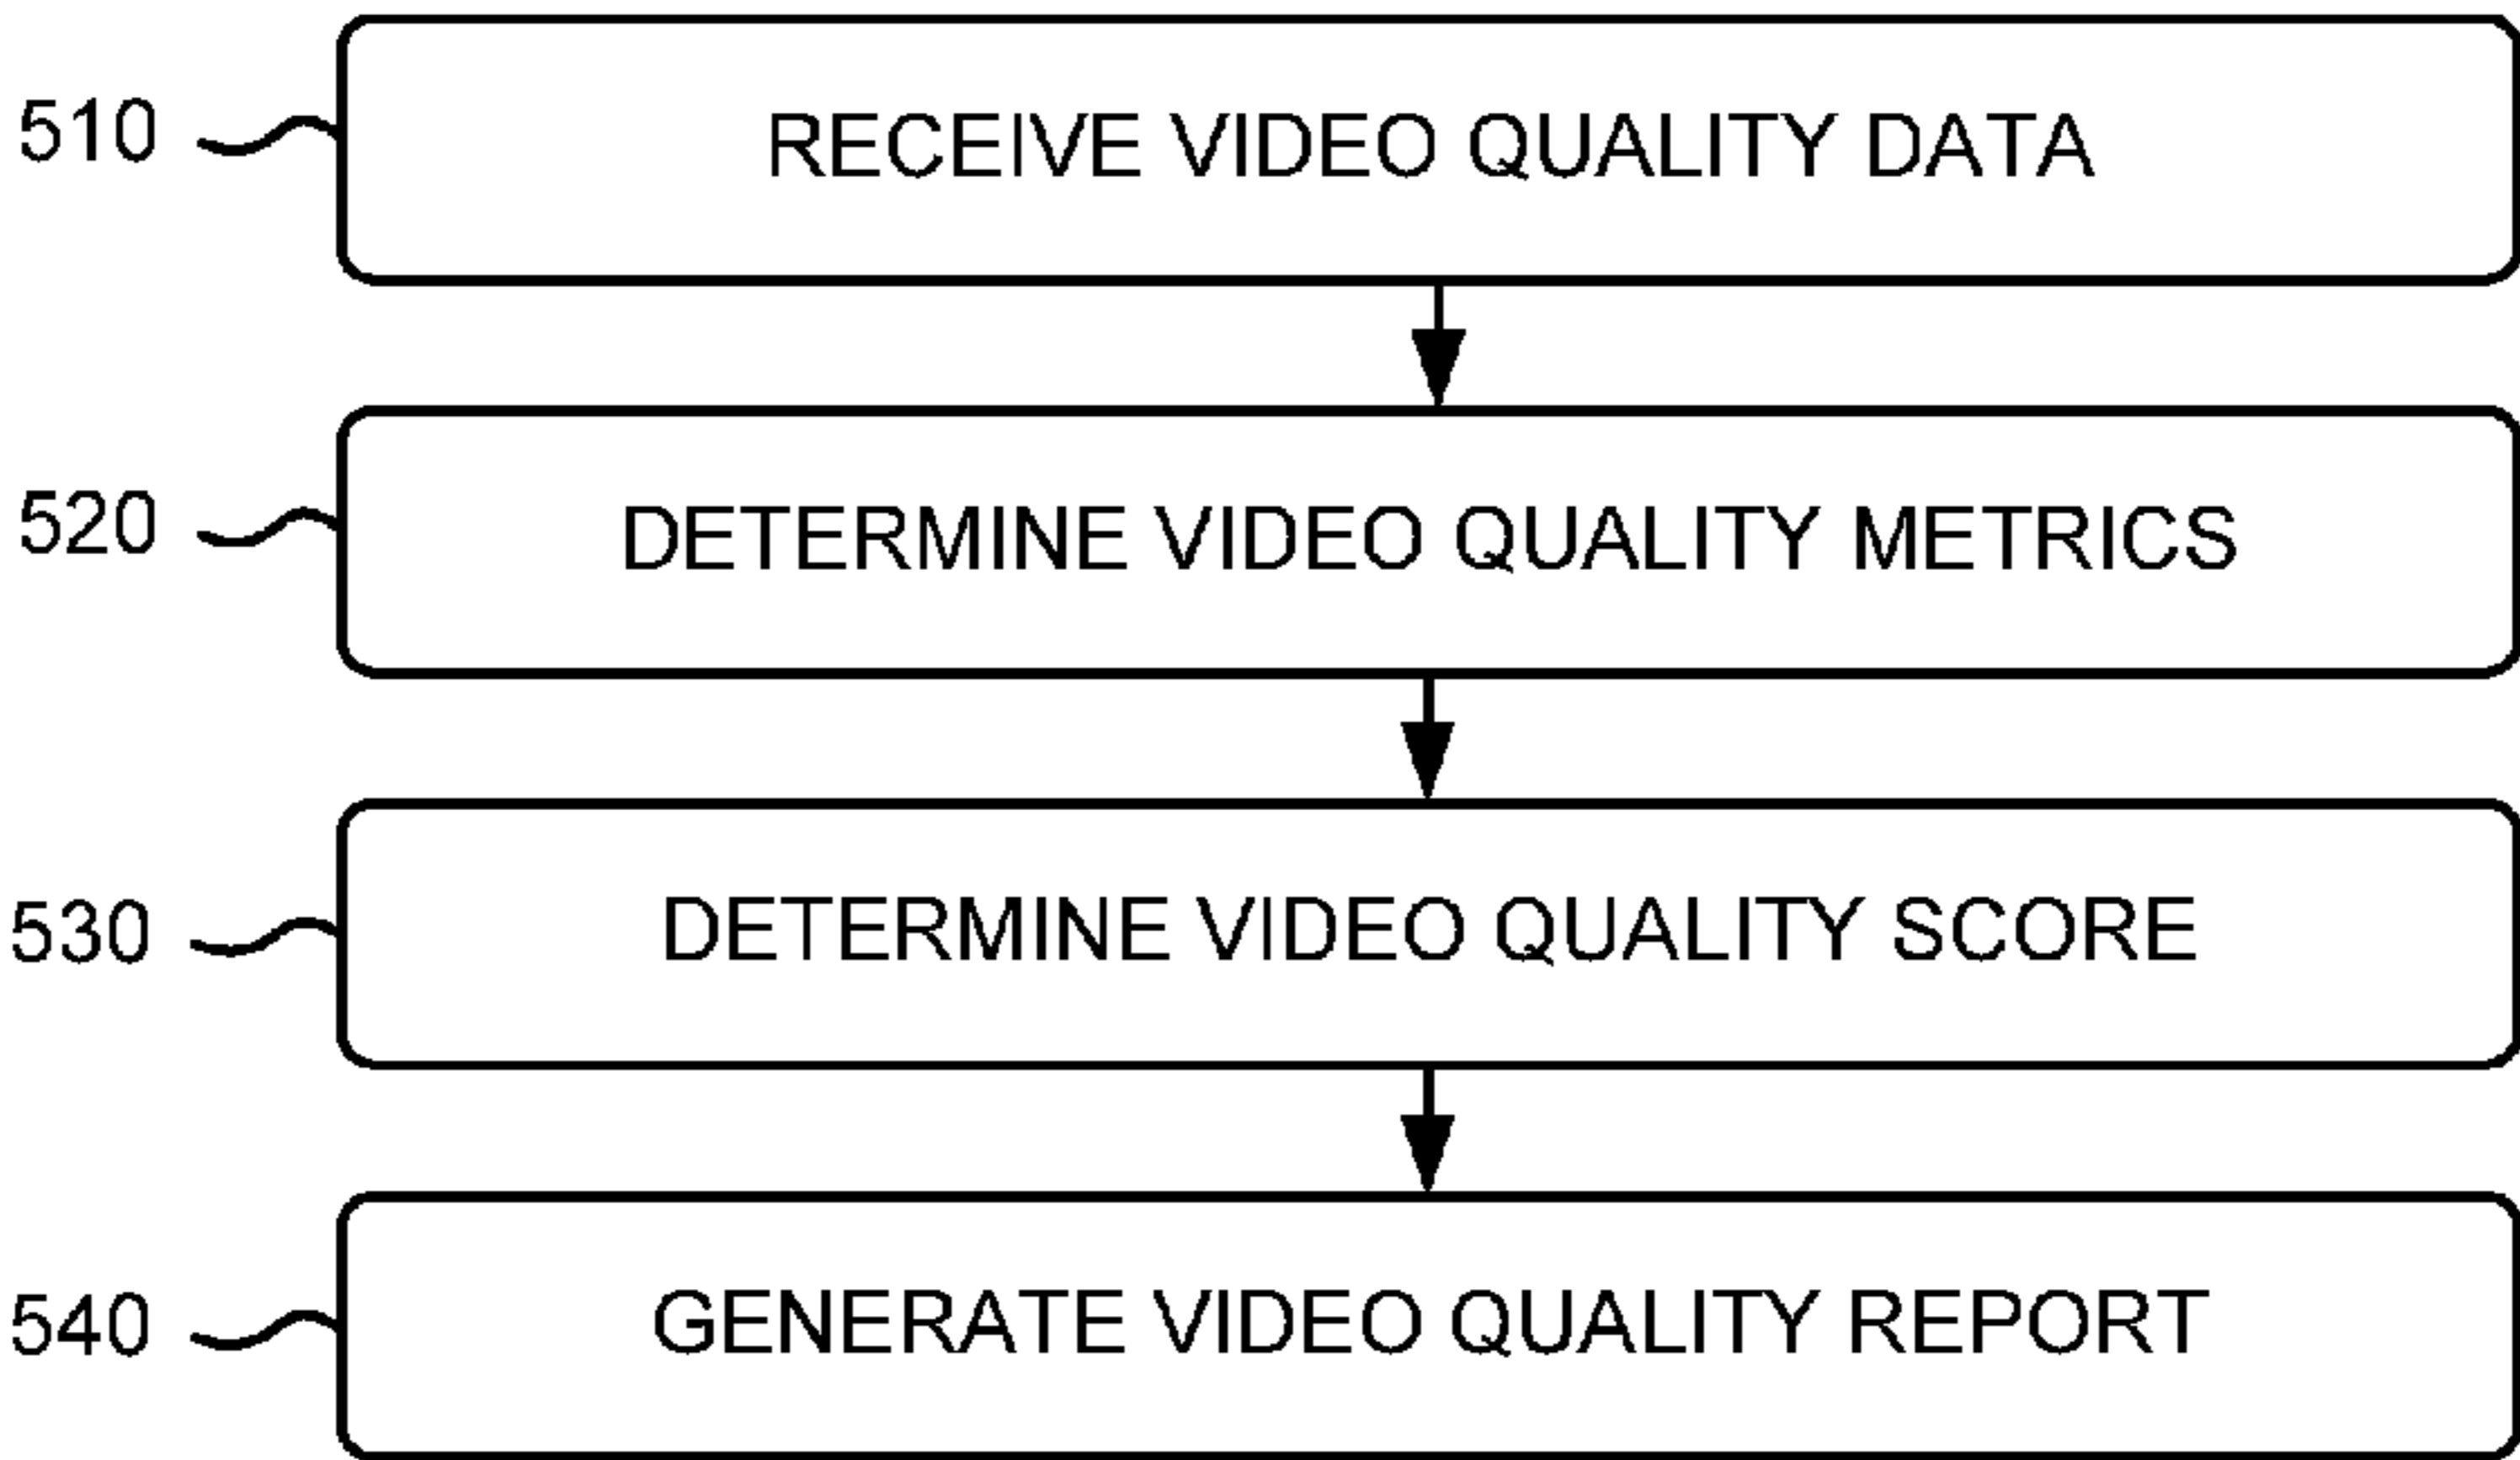 510 RECEIVE VIDEO QUALITY DATA
520 DETERMINE VIDEO QUALITY METRICS
530 DETERMINE VIDEO QUALITY SCORE
540 GENERATE VIDEO QUALITY REPORT